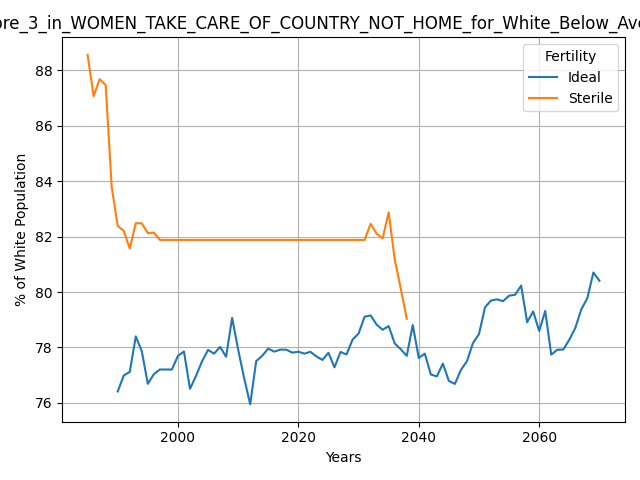 ore_3_in_WOMEN_TAKE_CARE_OF_COUNTRY_NOT_HOME_for_White_Below_Ave
Fertility
Ideal
Sterile
% of White Population
88
86
84
82
80
78
76
2000
2020
2040
2060
Years